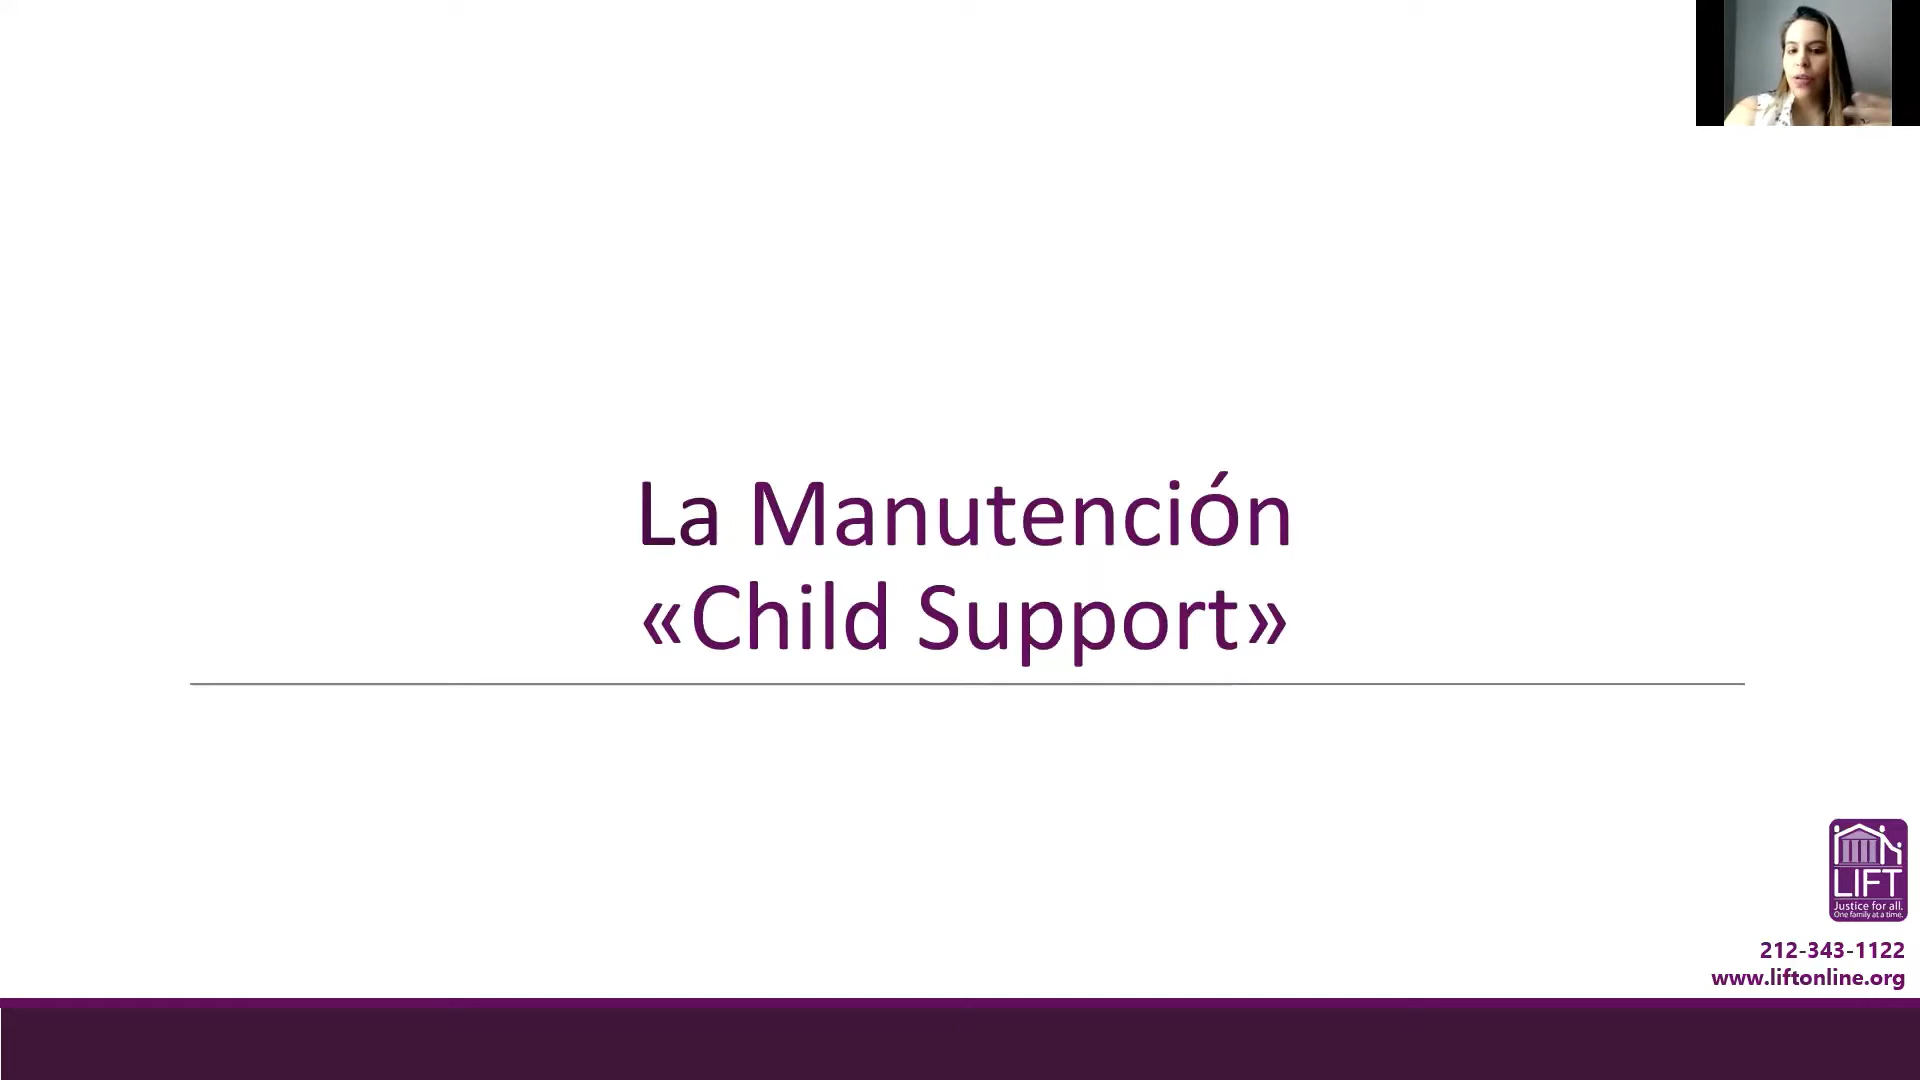 La Manutención
«Child Support»
LIFT
Justice for all.
One family at a time.
212-343-1122
www.liftonline.org